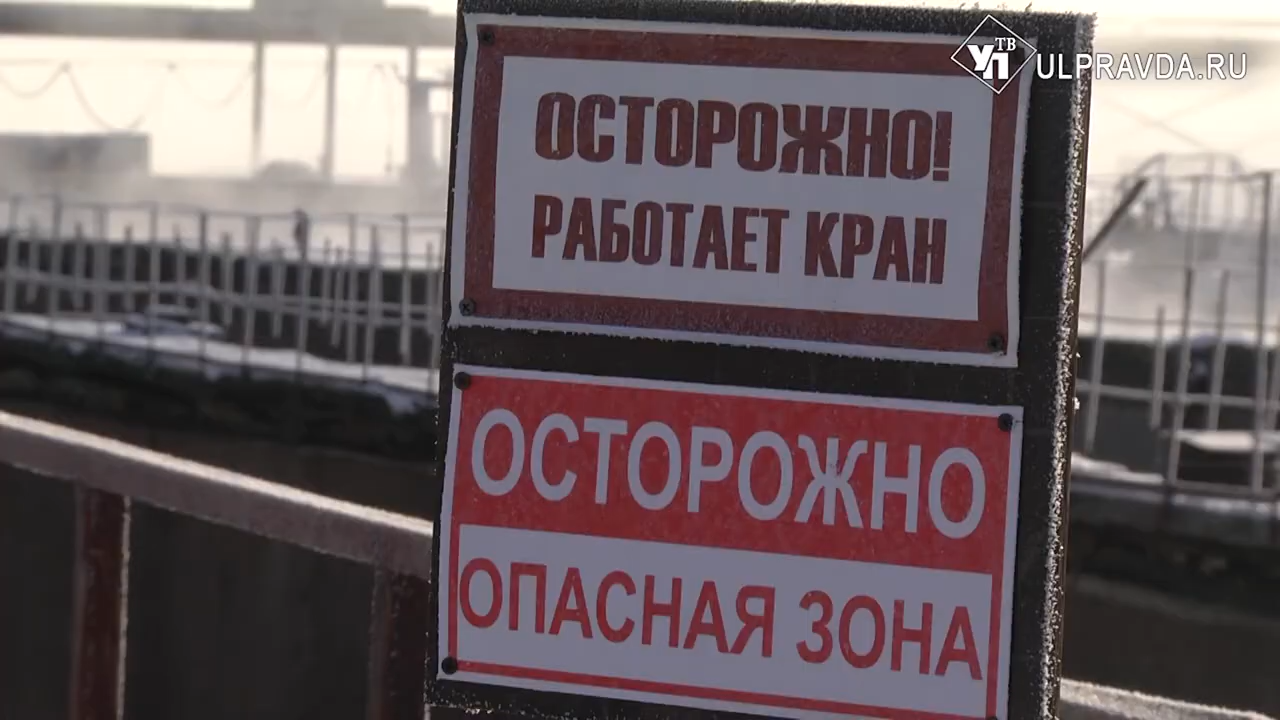 УП ТВ ULPRAVDA.RU
ОСТОРОЖНО!
РАБОТАЕТ КРАН
ОСТОРОЖНО
ОПАСНАЯ ЗОНА